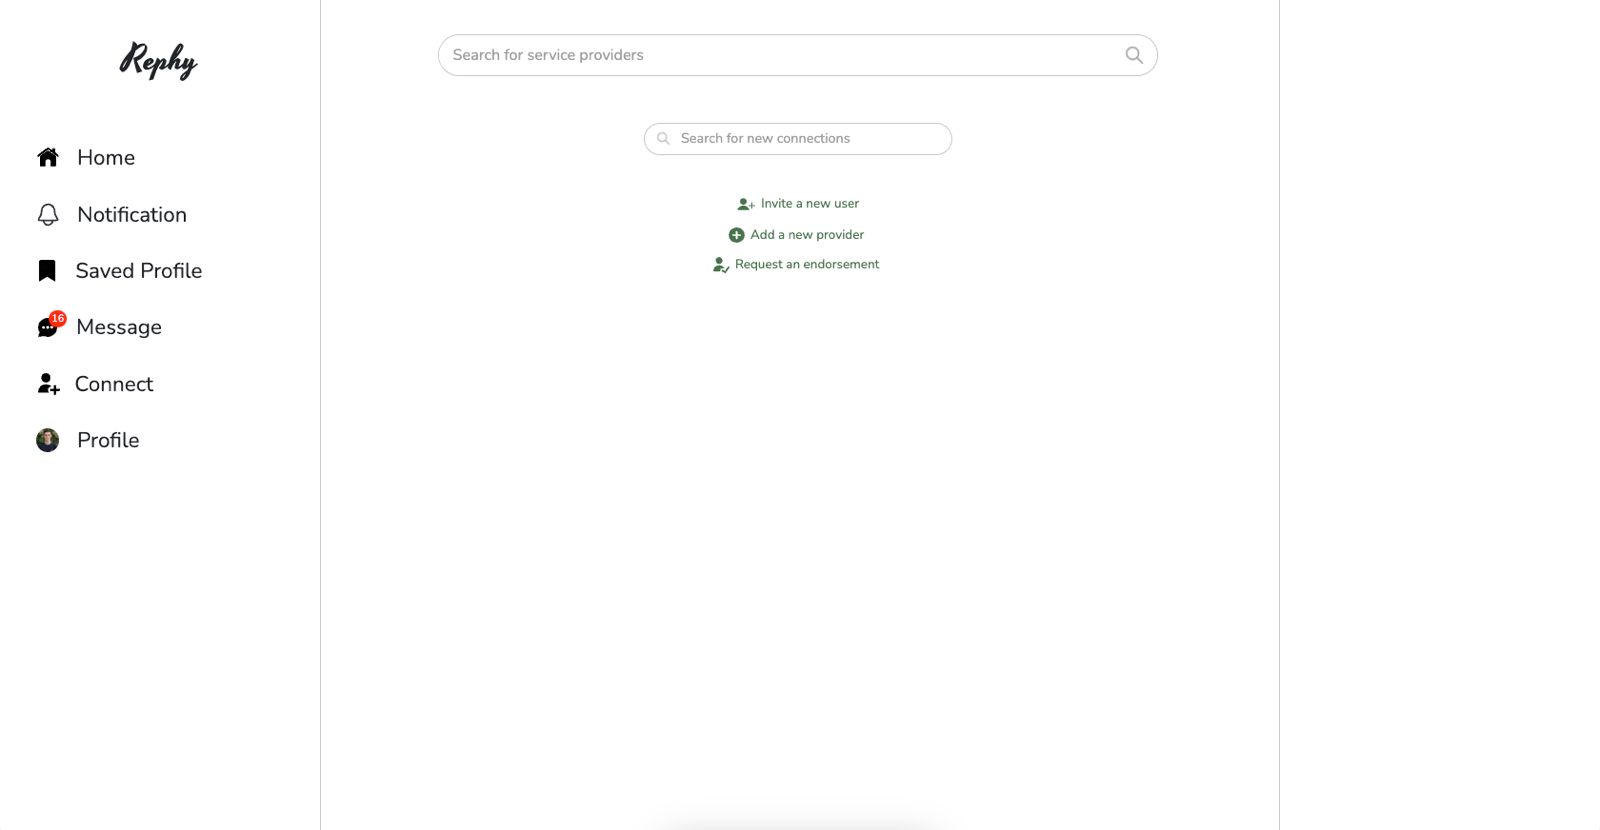 Rephy
Home
Notification
Saved Profile
16
Message
Connect
Profile
Search for service providers
Search for new connections
Invite a new user
Add a new provider
Request an endorsement